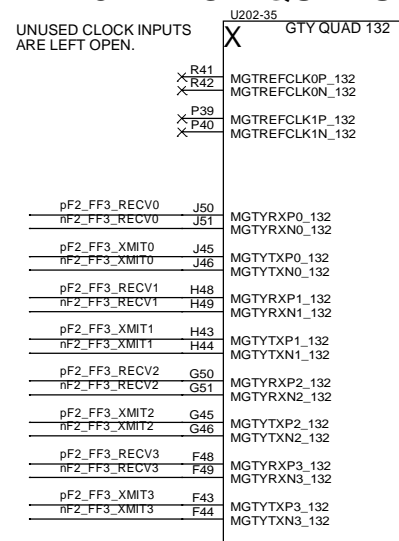 U202-35
UNUSED CLOCK INPUTS
ARE LEFT OPEN.
X GTY QUAD 132
R41 MGTREFCLK0P_132
R42 MGTREFCLK0N_132
P39 MGTREFCLK1P_132
P40 MGTREFCLK1N_132
pF2_FF3_RECV0 J50 MGTYRXP0_132
nF2_FF3_RECV0 J51 MGTYRXN0_132
pF2_FF3_XMIT0 J45 MGTYTXP0_132
nF2_FF3_XMIT0 J46 MGTYTXN0_132
pF2_FF3_RECV1 H48 MGTYRXP1_132
nF2_FF3_RECV1 H49 MGTYRXN1_132
pF2_FF3_XMIT1 H43 MGTYTXP1_132
nF2_FF3_XMIT1 H44 MGTYTXN1_132
pF2_FF3_RECV2 G50 MGTYRXP2_132
nF2_FF3_RECV2 G51 MGTYRXN2_132
pF2_FF3_XMIT2 G45 MGTYTXP2_132
nF2_FF3_XMIT2 G46 MGTYTXN2_132
pF2_FF3_RECV3 F48 MGTYRXP3_132
nF2_FF3_RECV3 F49 MGTYRXN3_132
pF2_FF3_XMIT3 F43 MGTYTXP3_132
nF2_FF3_XMIT3 F44 MGTYTXN3_132